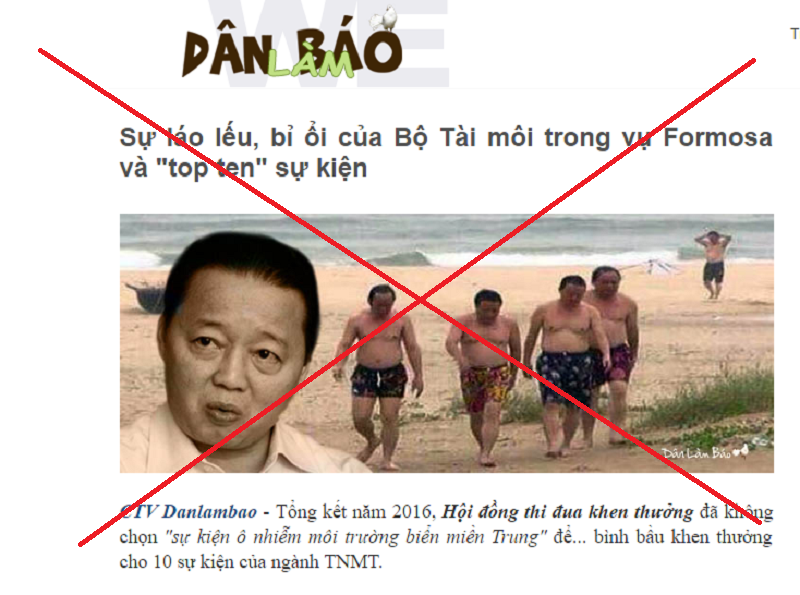 DÂN LÀM BÁO
T
Sự láo lếu, bỉ ổi của Bộ Tài môi trong vụ Formosa
và "top ten" sự kiện
Dân Làm Báo
CTV Danlambao - Tổng kết năm 2016, Hội đồng thi đua khen thưởng đã không
chọn "sự kiện ô nhiễm môi trường biển miền Trung" để... bình bầu khen thưởng
cho 10 sự kiện của ngành TNMT.